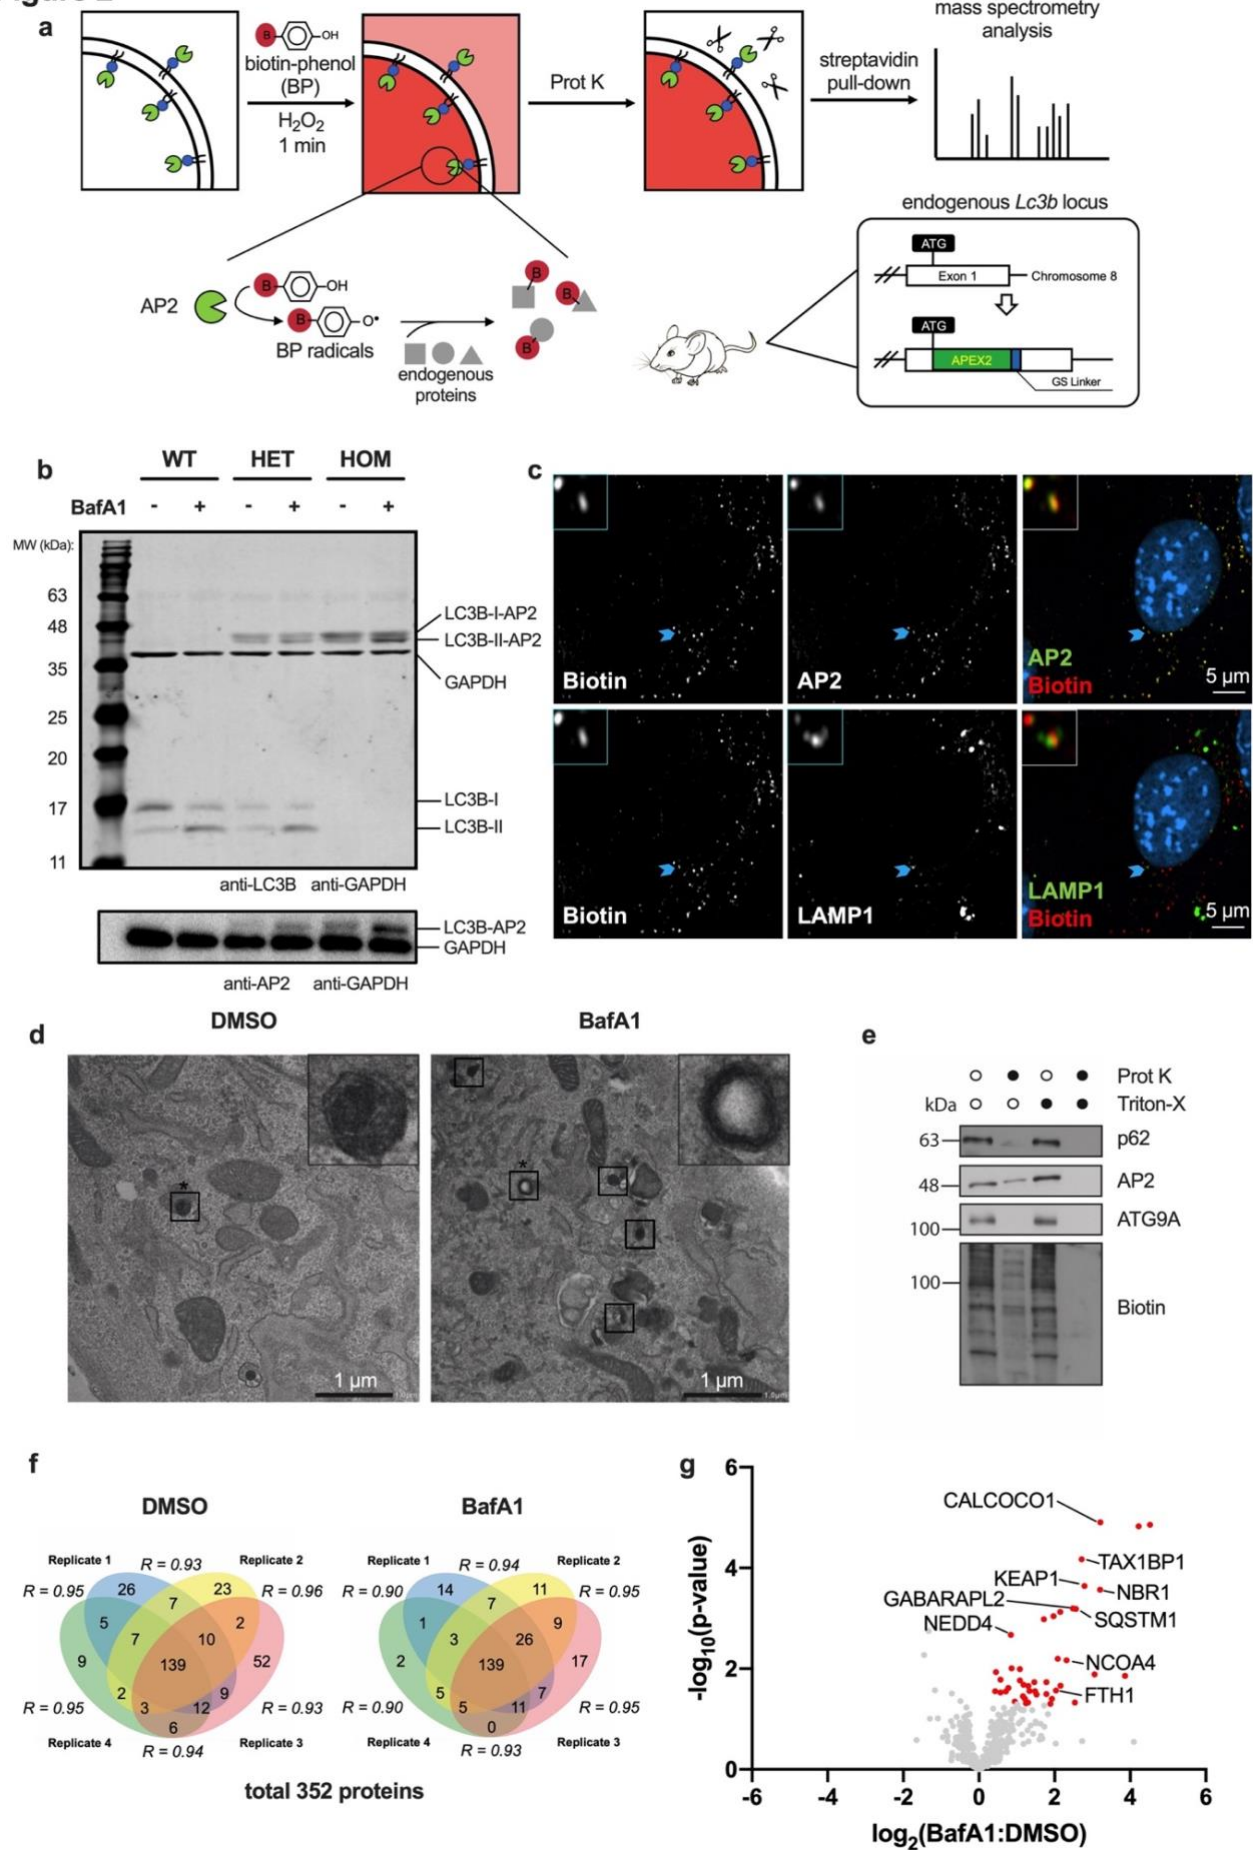 a
B
OH
biotin-phenol
(BP)
H2O2
1 min
Prot K
streptavidin
pull-down
mass spectrometry
analysis
AP2
B
OH
B
O•
BP radicals
endogenous
proteins
B
B
B
endogenous Lc3b locus
ATG
Exon 1
Chromosome 8
ATG
APEX2
GS Linker
b
WT HET HOM
BafA1 - + - + - +
MW (kDa):
63
48
35
25
20
17
11
LC3B-I-AP2
LC3B-II-AP2
GAPDH
LC3B-I
LC3B-II
anti-LC3B anti-GAPDH
LC3B-AP2
GAPDH
anti-AP2 anti-GAPDH
c
Biotin
AP2
AP2
Biotin
5 µm
Biotin
LAMP1
LAMP1
Biotin
5 µm
d
DMSO
BafA1
*
1 µm
*
1 µm
e
Prot K
kDa
Triton-X
63
p62
48
AP2
100
ATG9A
100
Biotin
f
DMSO
Replicate 1
R = 0.93
Replicate 2
R = 0.95
26
23
R = 0.96
5
7
2
7
10
9
139
52
2
9
R = 0.95
3
12
R = 0.93
6
Replicate 4
R = 0.94
Replicate 3
BafA1
Replicate 1
R = 0.94
Replicate 2
R = 0.90
14
11
R = 0.95
1
7
9
3
26
2
139
17
5
7
R = 0.90
5
11
R = 0.95
0
Replicate 4
R = 0.93
Replicate 3
total 352 proteins
g
6
4
2
0
-log10(p-value)
CALCOCO1
TAX1BP1
KEAP1
NBR1
GABARAPL2
SQSTM1
NEDD4
NCOA4
FTH1
-6 -4 -2 0 2 4 6
log2(BafA1:DMSO)